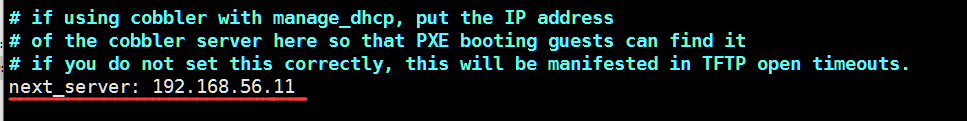 # if using cobbler with manage_dhcp, put the IP address
# of the cobbler server here so that PXE booting guests can find it
# if you do not set this correctly, this will be manifested in TFTP open timeouts.
next_server: 192.168.56.11